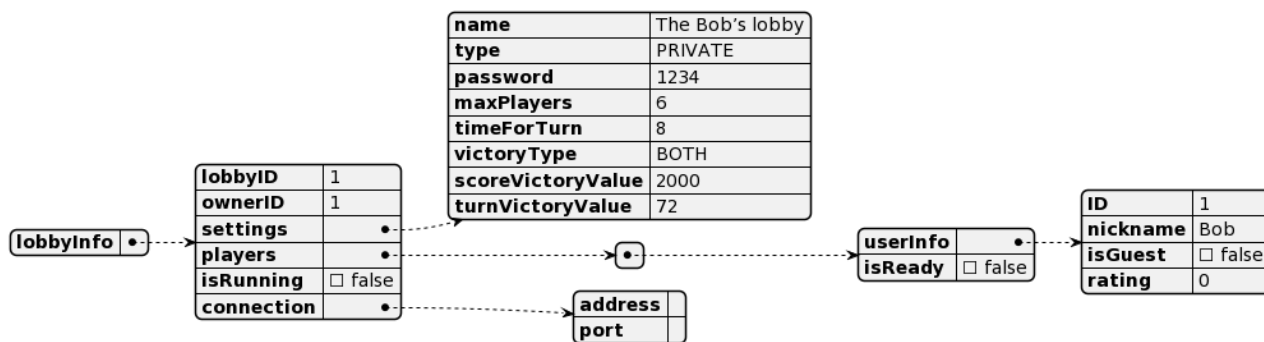 lobbyInfo
lobbyID 1
ownerID 1
settings
players
isRunning ☐ false
connection
name The Bob’s lobby
type PRIVATE
password 1234
maxPlayers 6
timeForTurn 8
victoryType BOTH
scoreVictoryValue 2000
turnVictoryValue 72
address
port
userInfo
isReady ☐ false
ID 1
nickname Bob
isGuest ☐ false
rating 0